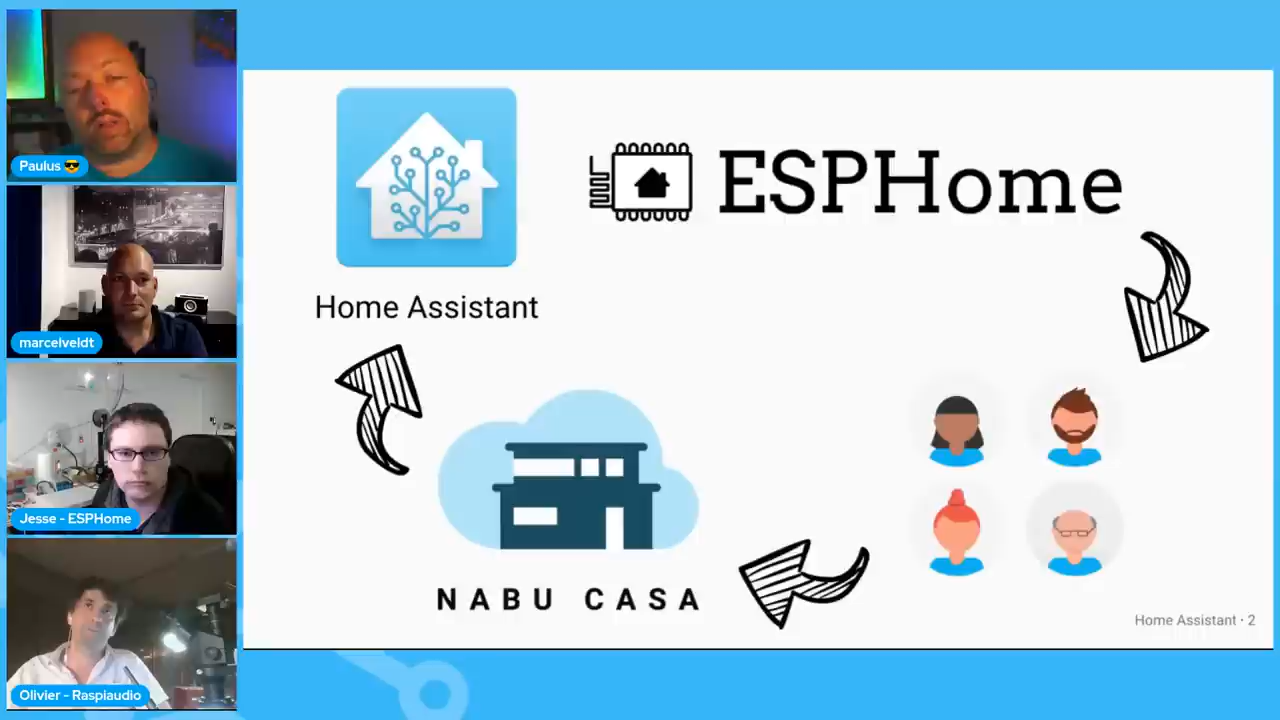 Paulus 😎
marcelveldt
Jesse - ESPHome
Olivier - Raspiaudio
ESPHome
Home Assistant
NABU CASA
Home Assistant · 2